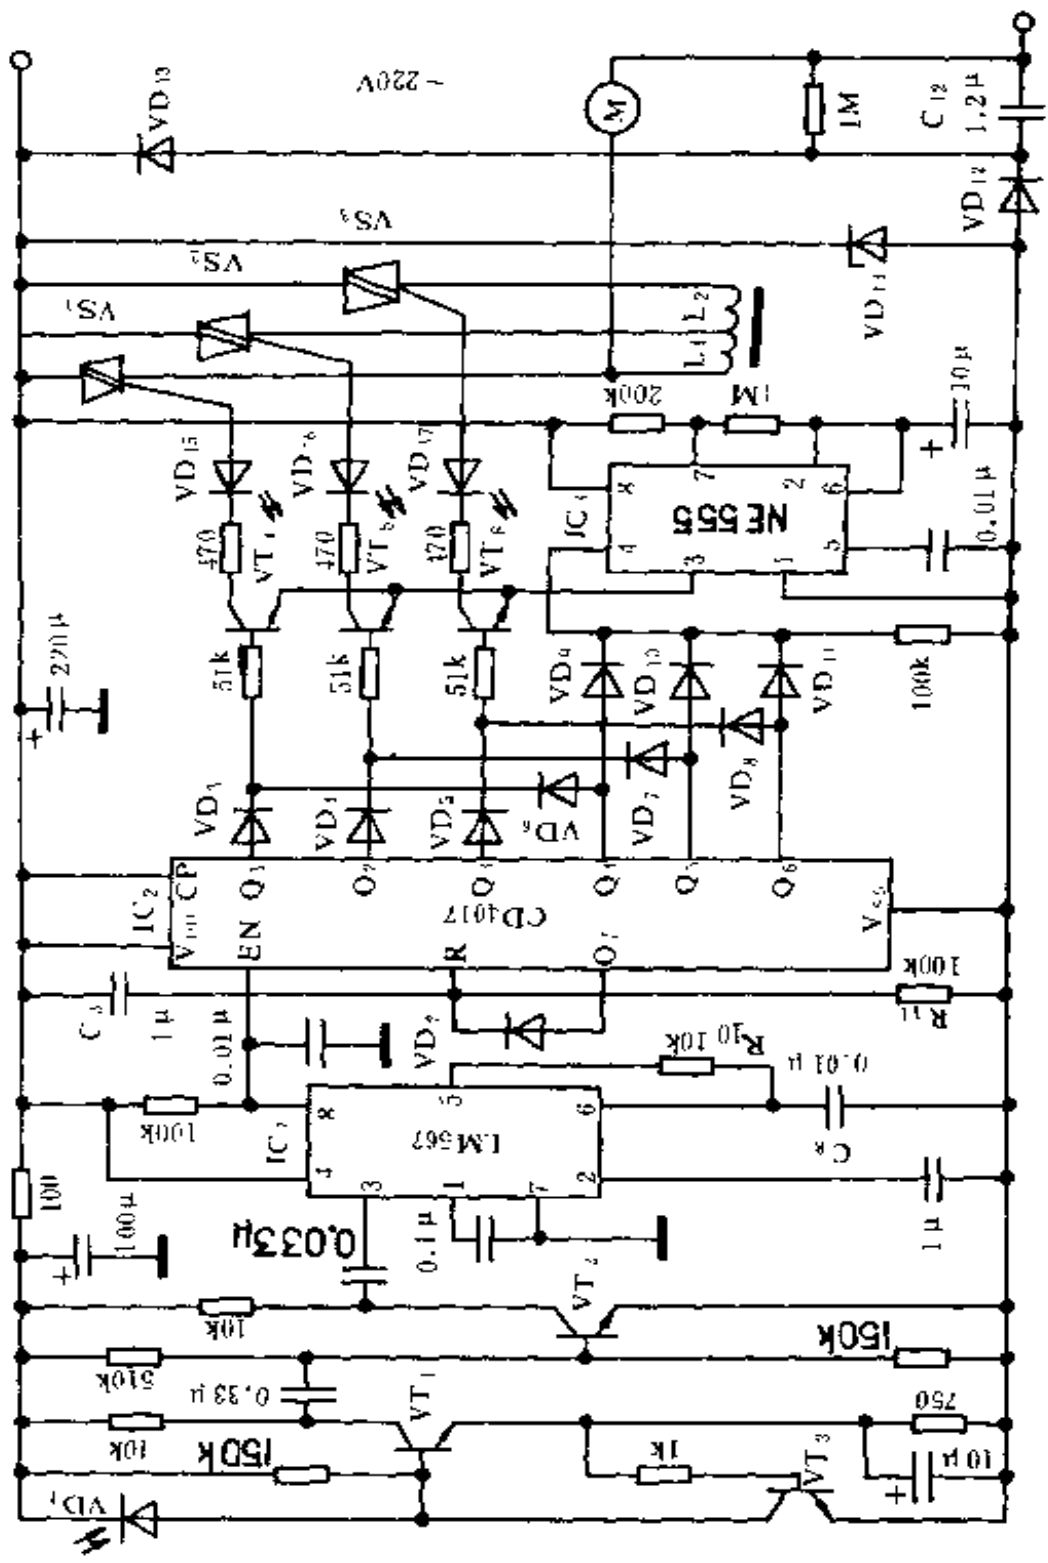 VD₁₃
~220V
M
1M
C₁₂
1.2μ
VD₁₂
VS₃
VS₂
VS₁
VD₁₄
L₁ L₂
200k
1M
10μ
VD₁₅
VD₁₆
VD₁₇
470
470
470
VT₄
VT₅
VT₆
8
7
2
6
NE555
4
3
1
5
0.01μ
220μ
51k
51k
51k
VD₉
VD₁₀
VD₁₁
100k
VD₃
VD₄
VD₅
VD₆
VD₇
VD₈
IC₂
VDD CP
Q₁
Q₂
Q₃
Q₄
Q₅
Q₆
CD4017
EN
R
Q₇
VSS
C₃
1μ
0.01μ
VD₂
R₁₁
100k
R₁₀ 10k
0.01μ
100k
8
5
6
LM567
4
3
1
7
2
C₈
100
100μ
0.033μ
0.1μ
1μ
10k
VT₂
150k
510k
0.33μ
VT₁
750
10k
150k
1k
VT₃
10μ
VD₁